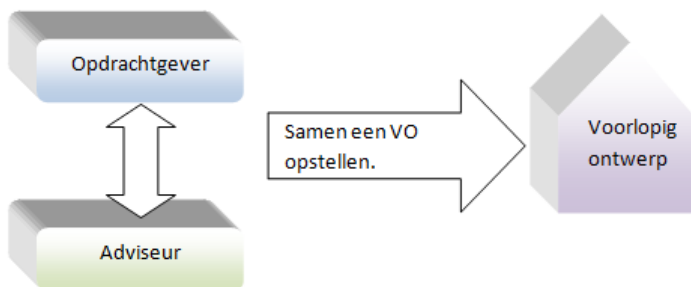 Opdrachtgever
Samen een VO
opstellen.
Voorlopig
ontwerp
Adviseur